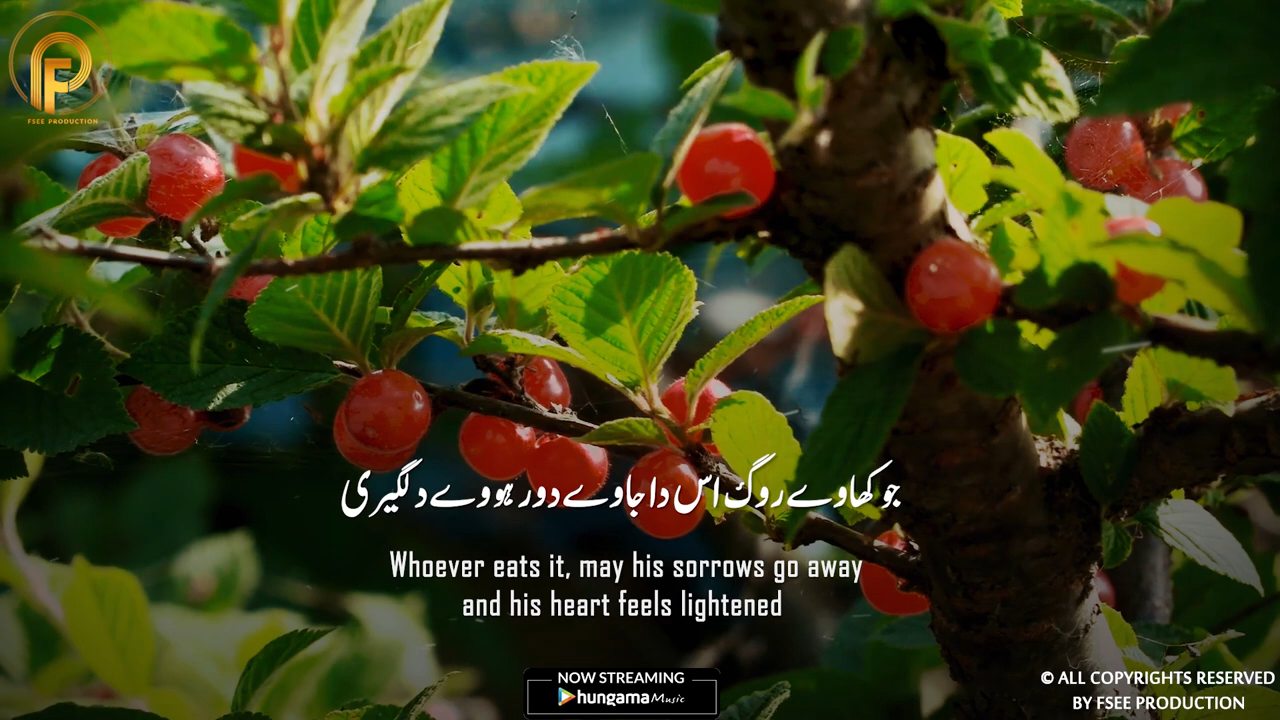 FSEE PRODUCTION
جو کھاوے روگ اس دا جاوے دور ہووے دلگیری
Whoever eats it, may his sorrows go away
and his heart feels lightened
NOW STREAMING
hungama Music
© ALL COPYRIGHTS RESERVED
BY FSEE PRODUCTION